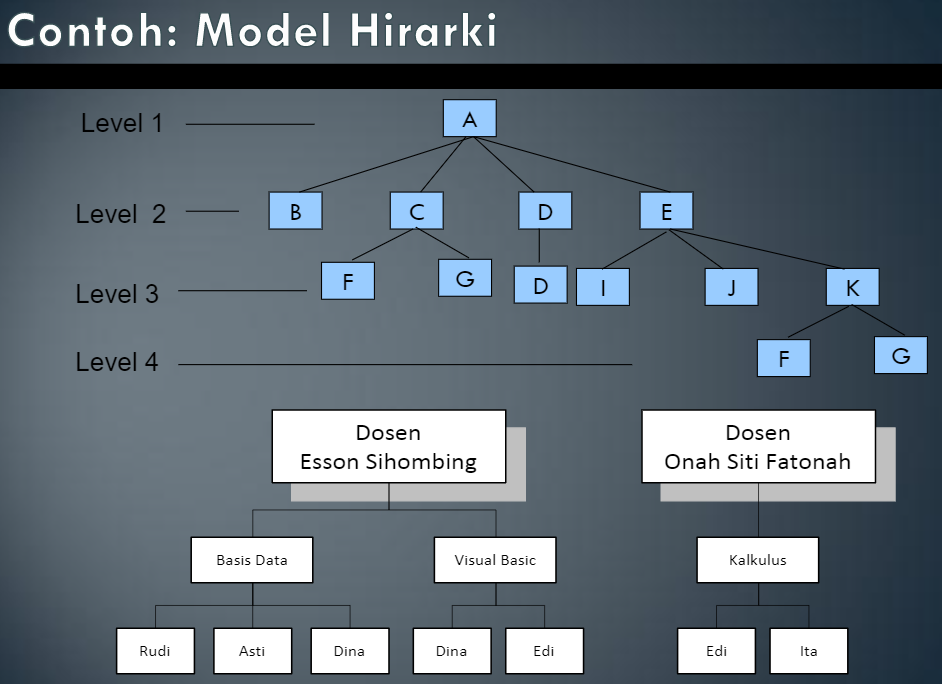 Contoh: Model Hirarki
Level 1
A
Level 2
B
C
D
E
Level 3
F
G
D
I
J
K
Level 4
F
G
Dosen
Esson Sihombing
Dosen
Onah Siti Fatonah
Basis Data
Visual Basic
Kalkulus
Rudi
Asti
Dina
Dina
Edi
Edi
Ita